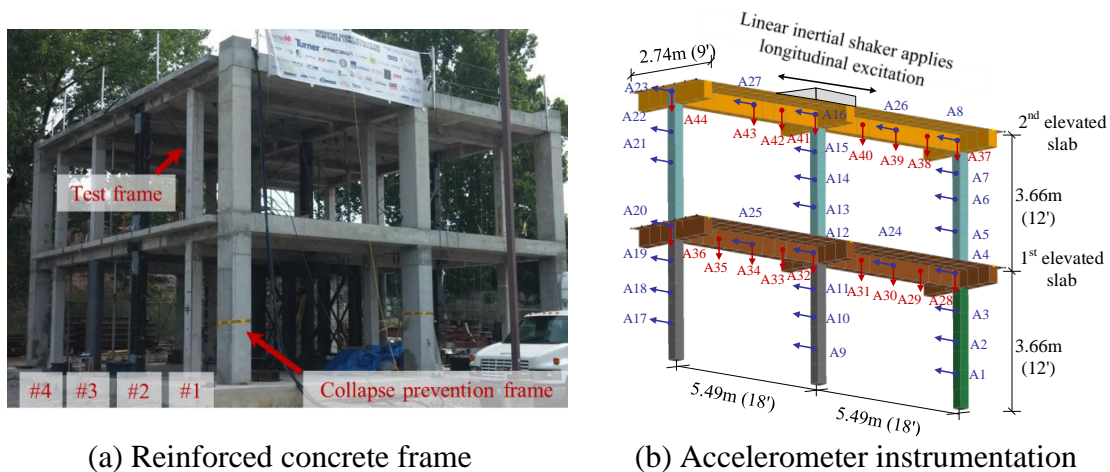 Turner
PRECISION
Test frame
#4 #3 #2 #1
Collapse prevention frame
(a) Reinforced concrete frame
Linear inertial shaker applies
longitudinal excitation
2.74m (9')
A23
A27
A26
A8
A16
A22
A44
A43
A42
A41
A15
A40
A39
A38
A37
2nd elevated
slab
A21
A14
A7
A6
A13
A5
3.66m
(12')
A20
A25
A12
A24
A4
A19
A36
A35
A34
A33
A32
A11
A31
A30
A29
A28
1st elevated
slab
A18
A10
A3
A17
A9
A2
A1
3.66m
(12')
5.49m (18')
5.49m (18')
(b) Accelerometer instrumentation